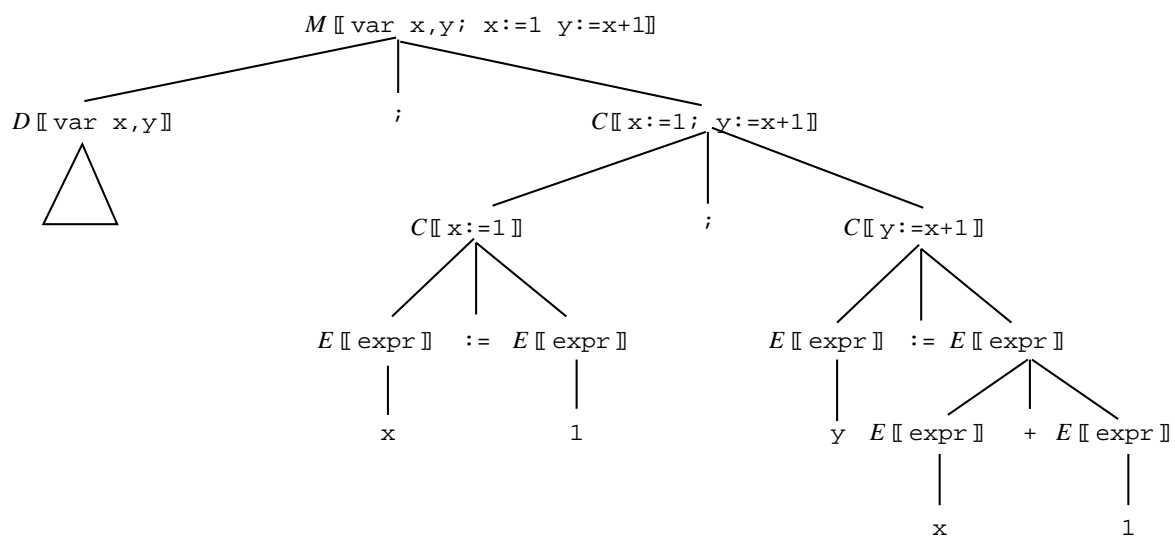 M⟦var x,y; x:=1 y:=x+1⟧
D⟦var x,y⟧ ; C⟦x:=1; y:=x+1⟧
C⟦x:=1⟧ ; C⟦y:=x+1⟧
E⟦expr⟧ := E⟦expr⟧ E⟦expr⟧ := E⟦expr⟧
x 1 y E⟦expr⟧ + E⟦expr⟧
x 1